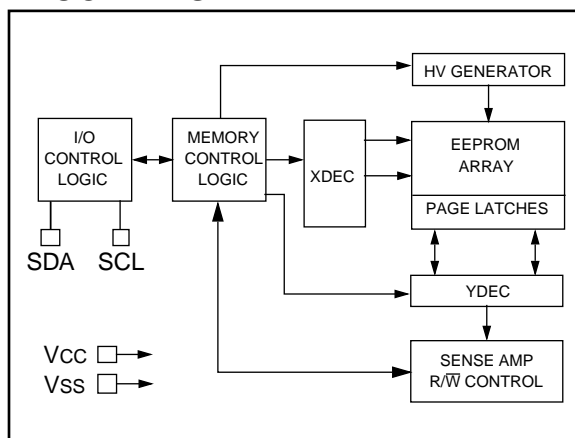 HV GENERATOR
I/O
CONTROL
LOGIC
MEMORY
CONTROL
LOGIC
XDEC
EEPROM
ARRAY
PAGE LATCHES
SDA
SCL
YDEC
VCC
VSS
SENSE AMP
R/W̅ CONTROL